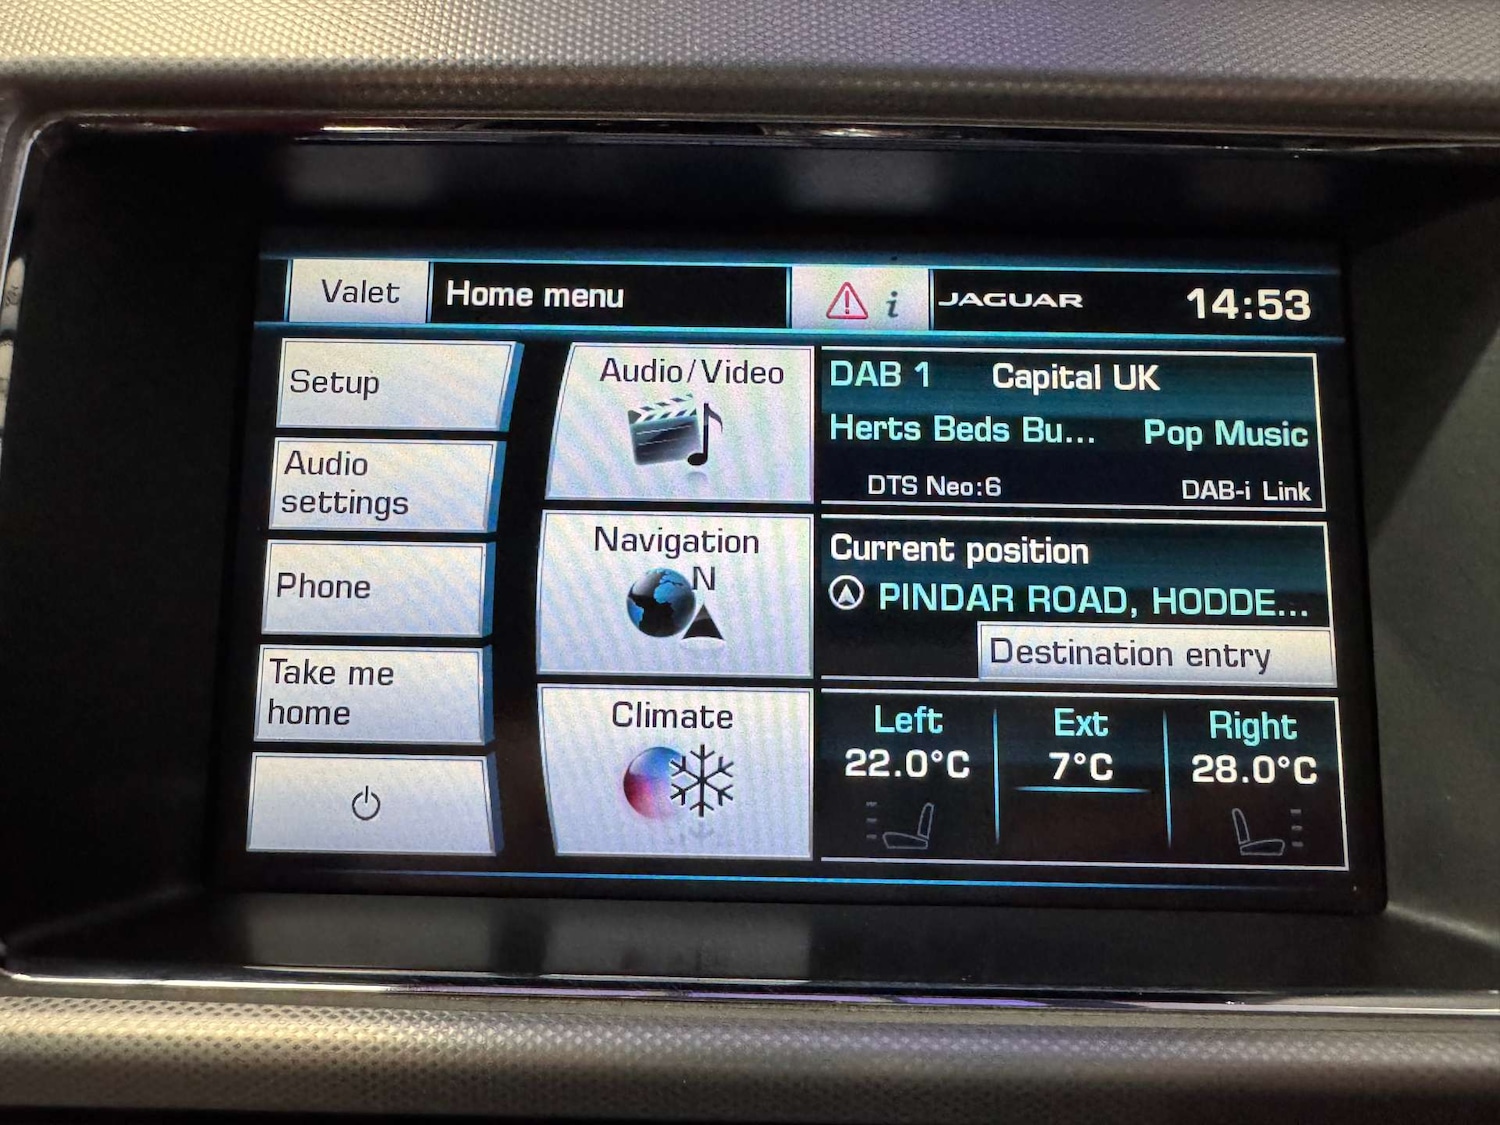 Valet
Home menu
i
JAGUAR
14:53
Setup
Audio
settings
Phone
Take me
home
Audio/Video
Navigation
N
Climate
DAB 1 Capital UK
Herts Beds Bu... Pop Music
DTS Neo:6 DAB-i Link
Current position
PINDAR ROAD, HODDE...
Destination entry
Left Ext Right
22.0°C 7°C 28.0°C